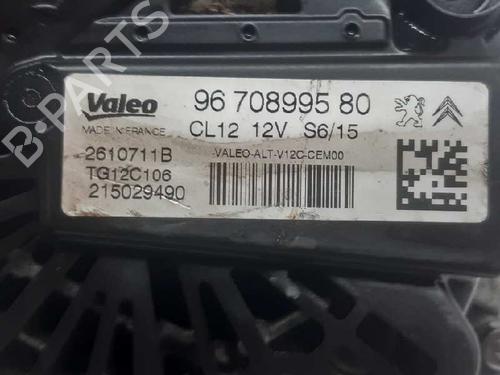 Valeo
96 708995 80
MADE IN FRANCE
CL12 12V S6/15
2610711B
VALEO-ALT-V12C-CEM00
TG12C106
215029490
B-PARTS